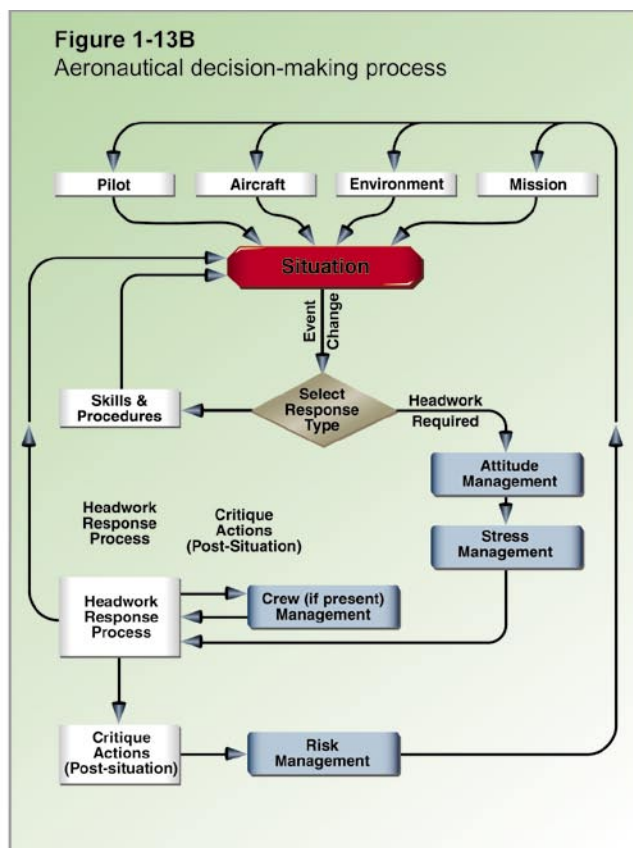 Figure 1-13B
Aeronautical decision-making process
Pilot
Aircraft
Environment
Mission
Situation
Event
Change
Select
Response
Type
Headwork
Required
Skills &
Procedures
Attitude
Management
Headwork
Response
Process
Critique
Actions
(Post-Situation)
Stress
Management
Headwork
Response
Process
Crew (if present)
Management
Critique
Actions
(Post-situation)
Risk
Management